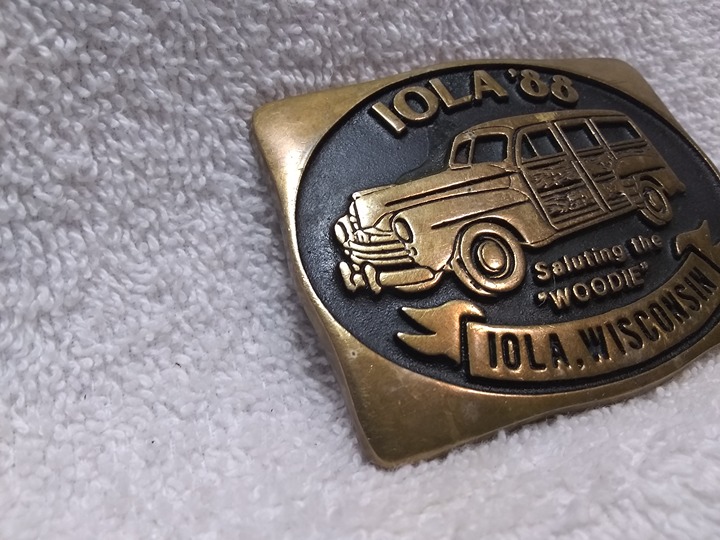 IOLA '88
Saluting the
"WOODIE"
IOLA, WISCONSIN